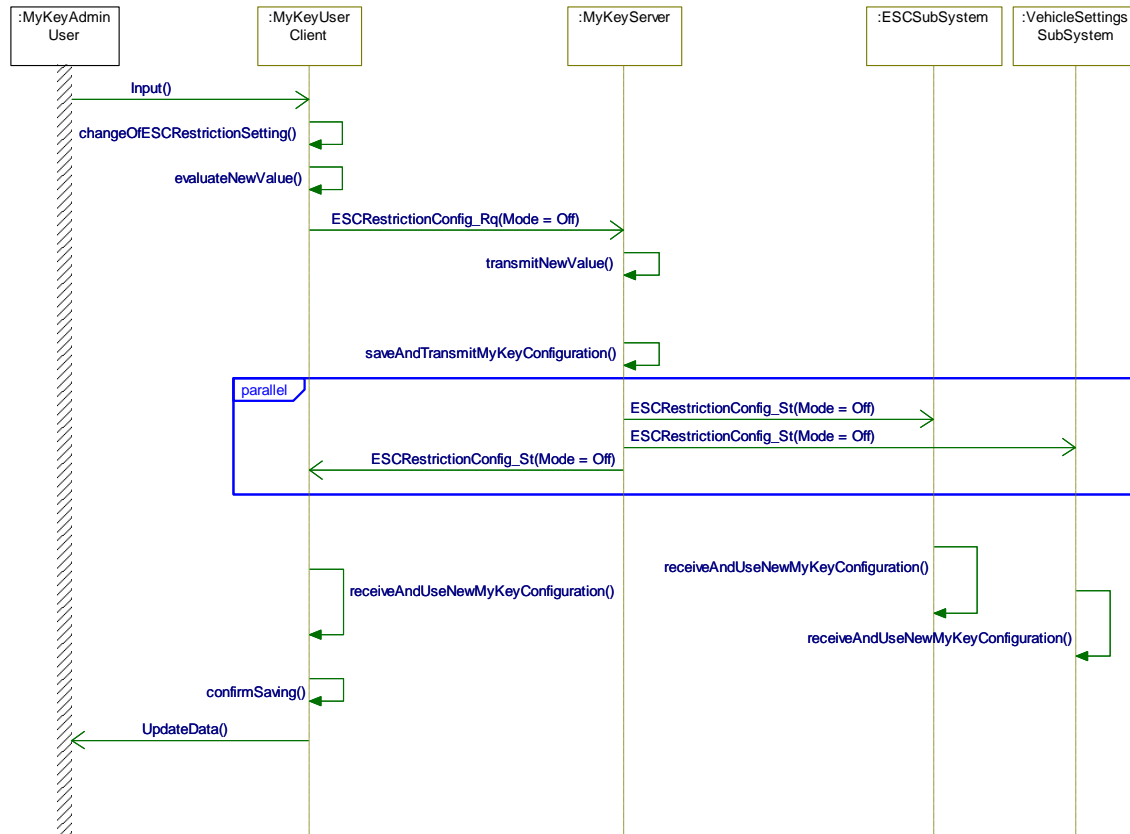 :MyKeyAdmin
User
:MyKeyUser
Client
:MyKeyServer
:ESCSubSystem
:VehicleSettings
SubSystem
Input()
changeOfESCRestrictionSetting()
evaluateNewValue()
ESCRestrictionConfig_Rq(Mode = Off)
transmitNewValue()
saveAndTransmitMyKeyConfiguration()
parallel
ESCRestrictionConfig_St(Mode = Off)
ESCRestrictionConfig_St(Mode = Off)
ESCRestrictionConfig_St(Mode = Off)
receiveAndUseNewMyKeyConfiguration()
receiveAndUseNewMyKeyConfiguration()
receiveAndUseNewMyKeyConfiguration()
confirmSaving()
UpdateData()